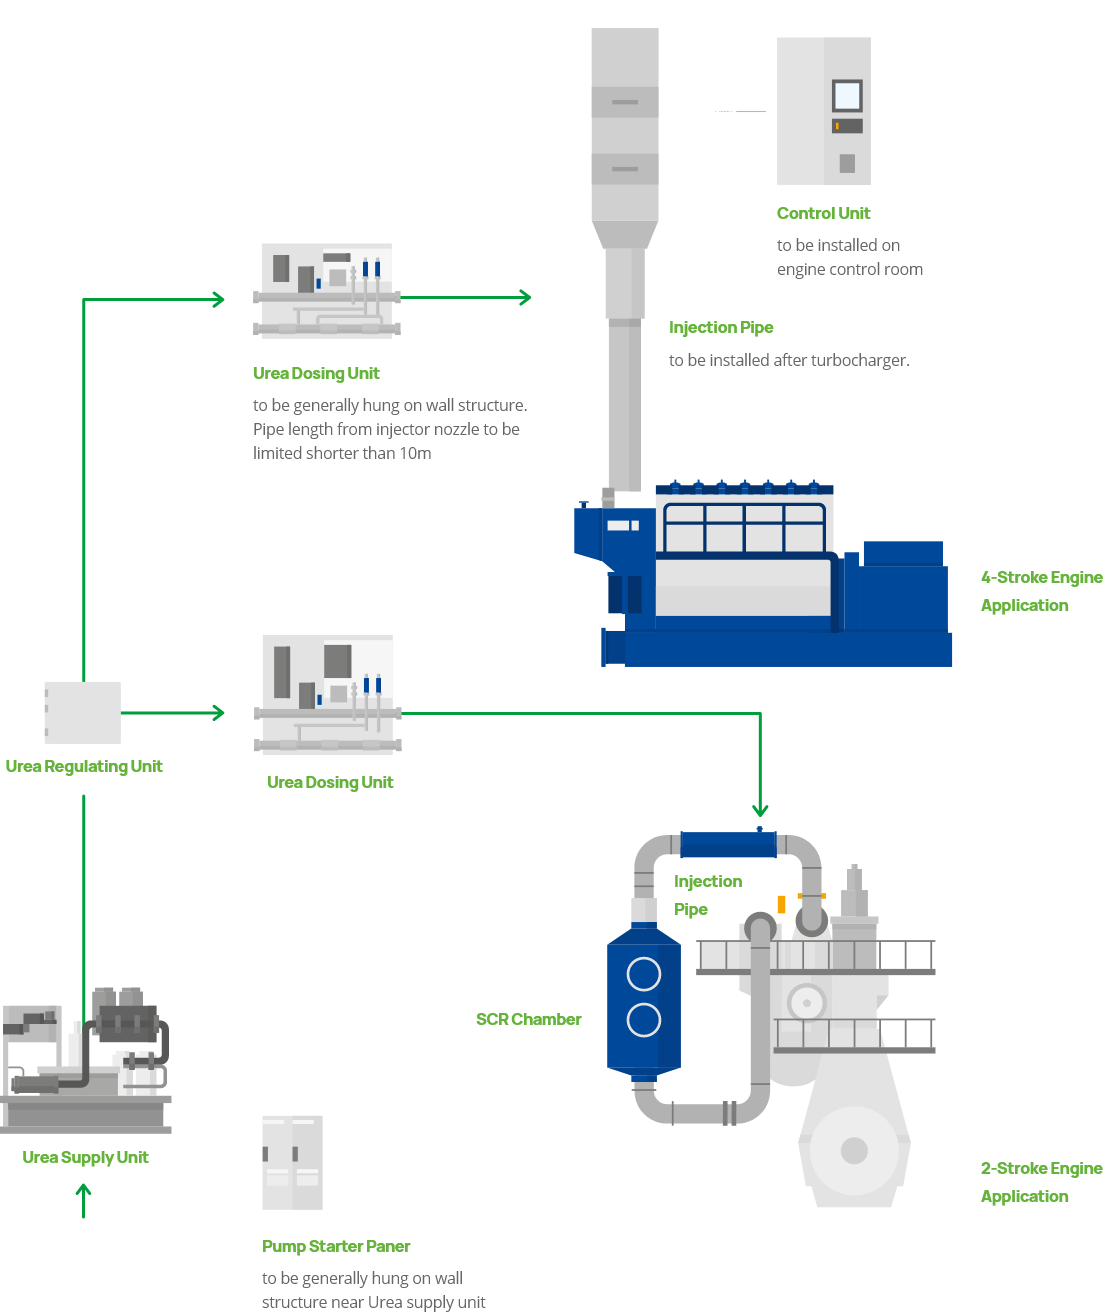 Control Unit
to be installed on
engine control room
Injection Pipe
to be installed after turbocharger.
Urea Dosing Unit
to be generally hung on wall structure.
Pipe length from injector nozzle to be
limited shorter than 10m
4-Stroke Engine
Application
Urea Regulating Unit
Urea Dosing Unit
Injection
Pipe
SCR Chamber
Urea Supply Unit
2-Stroke Engine
Application
Pump Starter Paner
to be generally hung on wall
structure near Urea supply unit